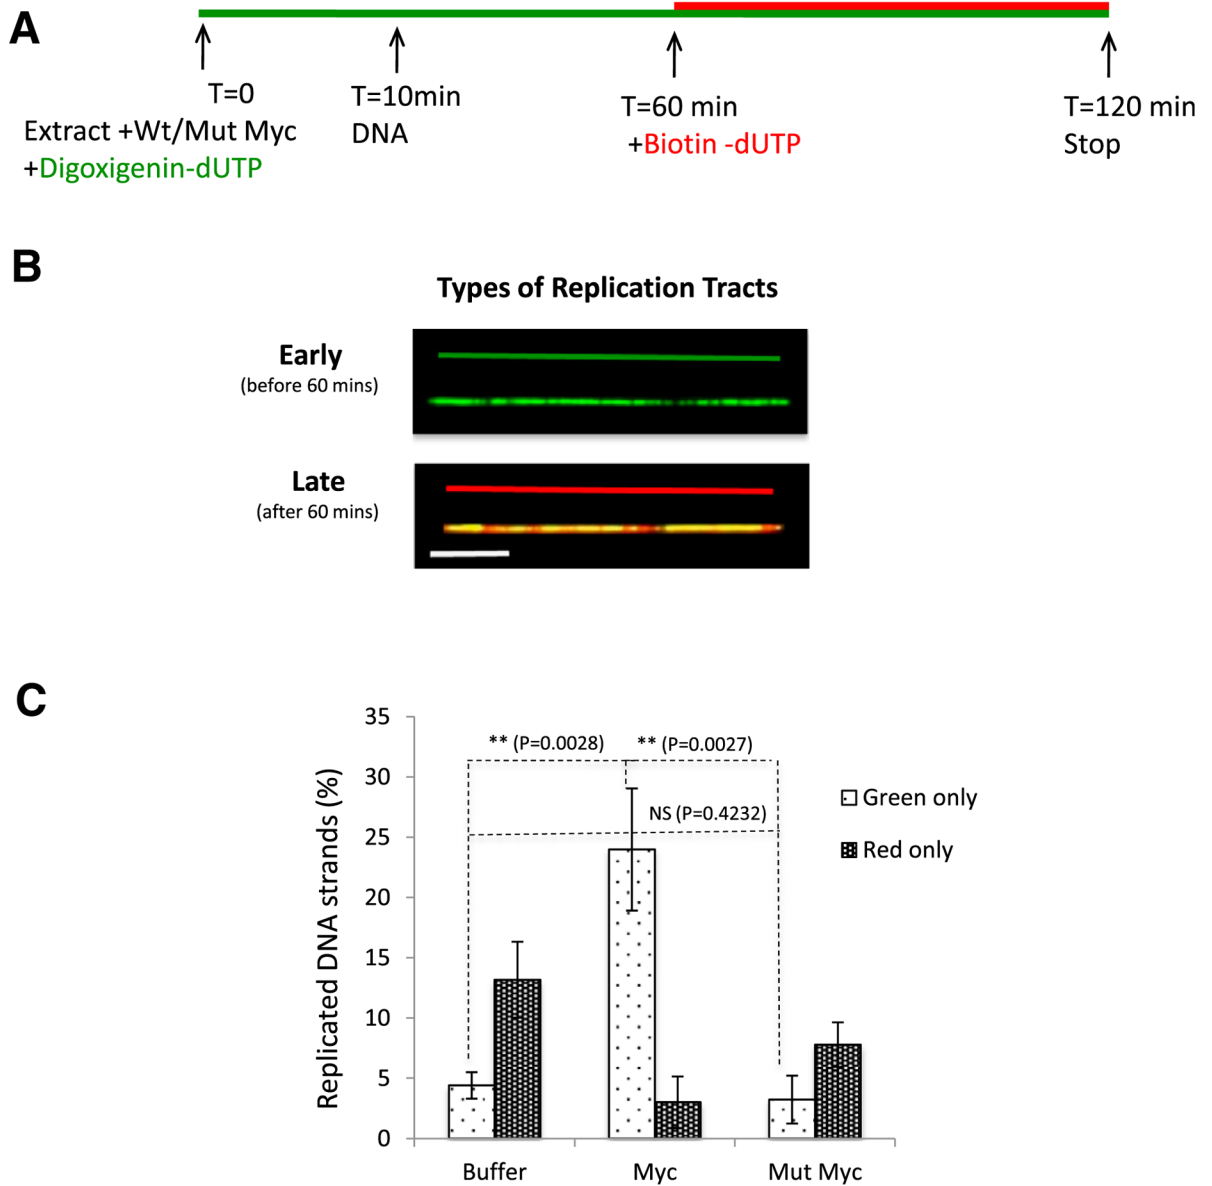 A
T=0
Extract +Wt/Mut Myc
+Digoxigenin-dUTP
T=10min
DNA
T=60 min
+Biotin -dUTP
T=120 min
Stop
B
Types of Replication Tracts
Early
(before 60 mins)
Late
(after 60 mins)
C
Replicated DNA strands (%)
35
30
25
20
15
10
5
0
** (P=0.0028)
** (P=0.0027)
NS (P=0.4232)
Green only
Red only
Buffer
Myc
Mut Myc